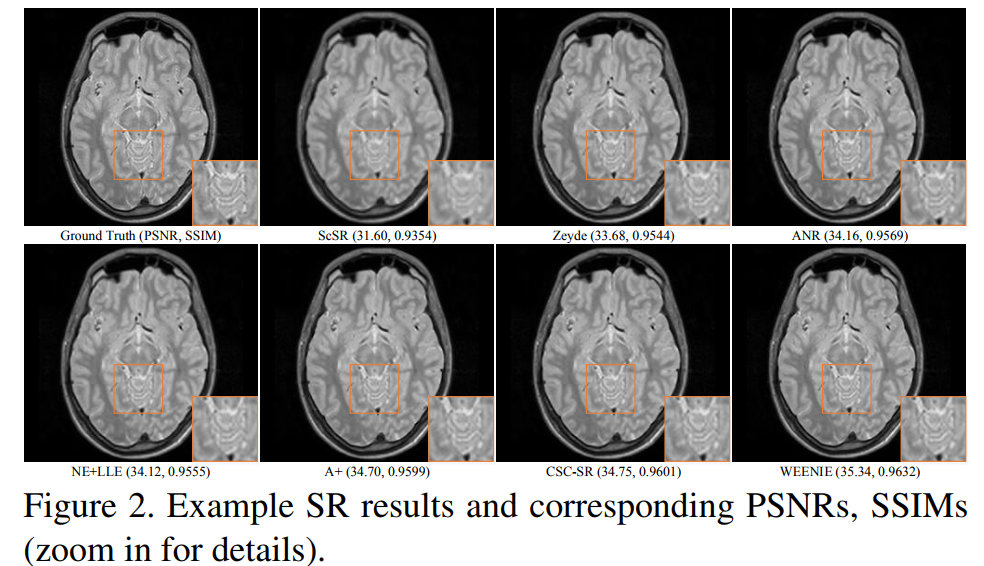 Ground Truth (PSNR, SSIM)
ScSR (31.60, 0.9354)
Zeyde (33.68, 0.9544)
ANR (34.16, 0.9569)
NE+LLE (34.12, 0.9555)
A+ (34.70, 0.9599)
CSC-SR (34.75, 0.9601)
WEENIE (35.34, 0.9632)
Figure 2. Example SR results and corresponding PSNRs, SSIMs
(zoom in for details).